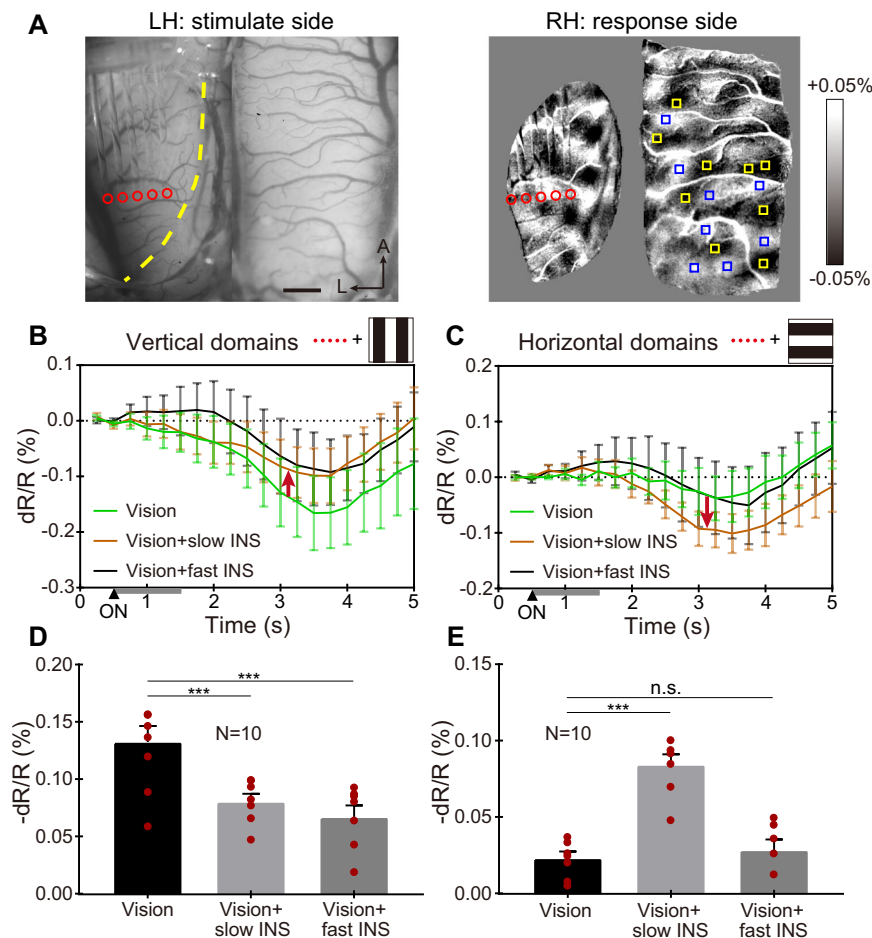 A
LH: stimulate side
RH: response side
+0.05%
-0.05%
A
L
B
Vertical domains
+
C
Horizontal domains
+
dR/R (%)
0.1
0.0
-0.1
-0.2
-0.3
Vision
Vision+slow INS
Vision+fast INS
0 1 2 3 4 5
ON
Time (s)
dR/R (%)
0.2
0.1
0.0
-0.1
-0.2
Vision
Vision+slow INS
Vision+fast INS
0 1 2 3 4 5
ON
Time (s)
D
-dR/R (%)
0.20
0.15
0.10
0.05
0.00
***
***
N=10
Vision
Vision+
slow INS
Vision+
fast INS
E
-dR/R (%)
0.15
0.10
0.05
0.00
n.s.
***
N=10
Vision
Vision+
slow INS
Vision+
fast INS